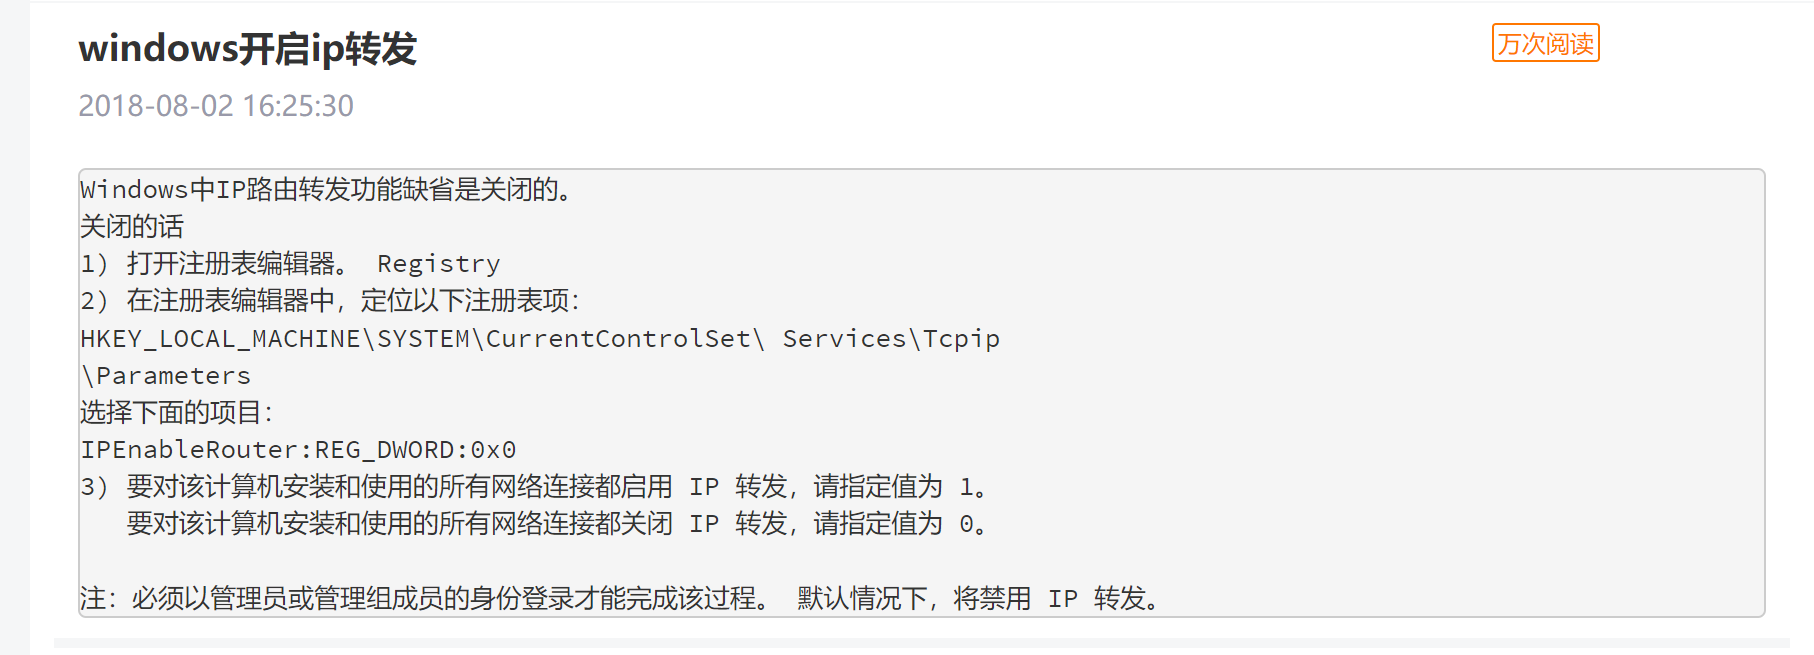 windows开启ip转发
万次阅读
2018-08-02 16:25:30
Windows中IP路由转发功能缺省是关闭的。
关闭的话
1) 打开注册表编辑器。 Registry
2) 在注册表编辑器中，定位以下注册表项：
HKEY_LOCAL_MACHINE\SYSTEM\CurrentControlSet\ Services\Tcpip
\Parameters
选择下面的项目：
IPEnableRouter:REG_DWORD:0x0
3) 要对该计算机安装和使用的所有网络连接都启用 IP 转发，请指定值为 1。
要对该计算机安装和使用的所有网络连接都关闭 IP 转发，请指定值为 0。
注：必须以管理员或管理组成员的身份登录才能完成该过程。 默认情况下，将禁用 IP 转发。